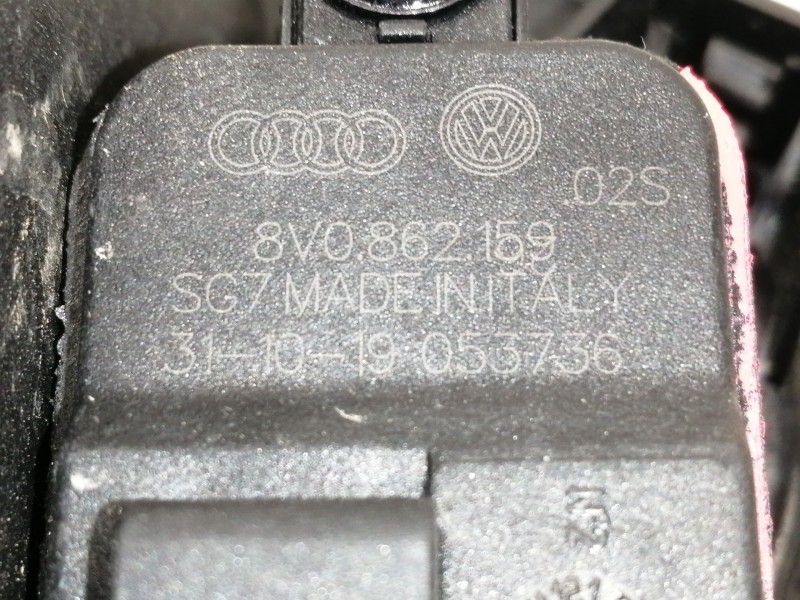 .02S
8V0.862 159
SG7 MADE IN ITALY
31-10-19 053736